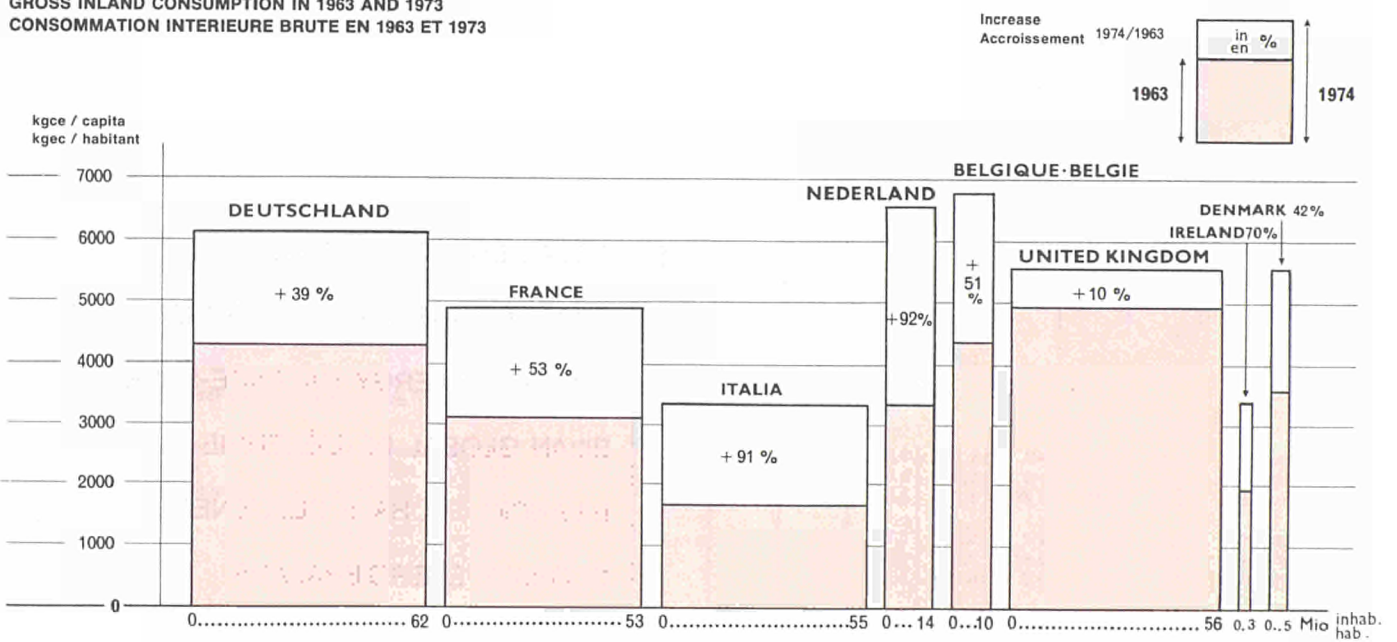 GROSS INLAND CONSUMPTION IN 1963 AND 1973
CONSOMMATION INTERIEURE BRUTE EN 1963 ET 1973
Increase
Accroissement 1974/1963
in
en %
1963
1974
kgce / capita
kgec / habitant
7000
6000
5000
4000
3000
2000
1000
0
DEUTSCHLAND
+ 39 %
FRANCE
+ 53 %
ITALIA
+ 91 %
NEDERLAND
+92%
BELGIQUE·BELGIE
+
51
%
UNITED KINGDOM
+ 10 %
IRELAND70%
DENMARK 42%
0..............................62 0.........................53 0..........................55 0.... 14 0...10 0..........................56 0.3 0..5 Mio inhab.
hab.